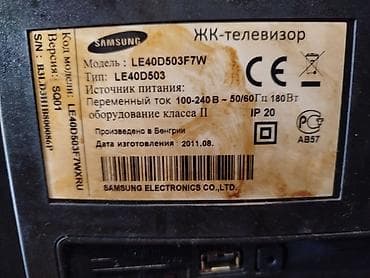 SAMSUNG
ЖК-телевизор
Модель : LE40D503F7W
Тип: LE40D503
Источник питания:
Переменный ток 100-240 В ~ 50/60Гц 180Вт
оборудование класса II
IP 20
Произведено в Венгрии
Дата изготовления : 2011.08.
AB57
SAMSUNG ELECTRONICS CO.,LTD.
Код модели: LE40D503F7WXRU
Версия: SQ01
S/N :